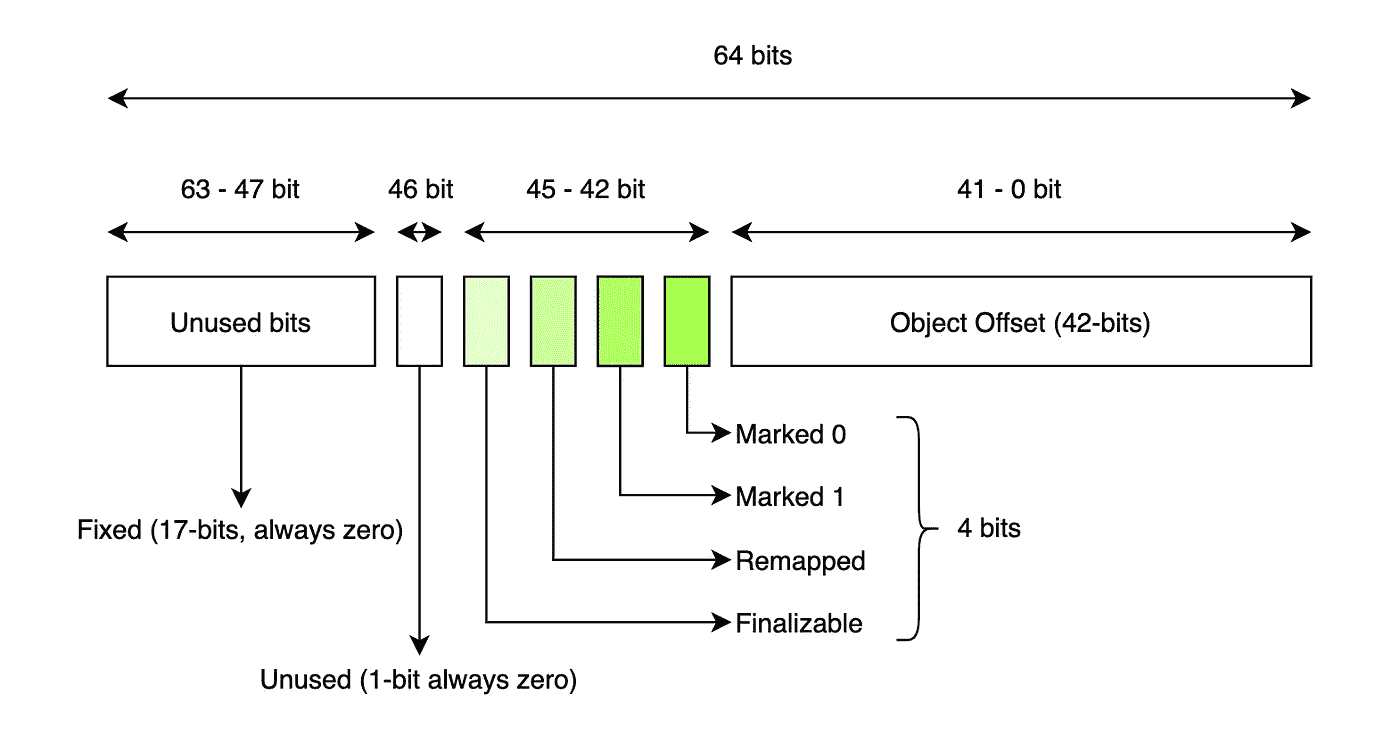 64 bits
63 - 47 bit
46 bit
45 - 42 bit
41 - 0 bit
Unused bits
Object Offset (42-bits)
Marked 0
Marked 1
Remapped
Finalizable
4 bits
Fixed (17-bits, always zero)
Unused (1-bit always zero)